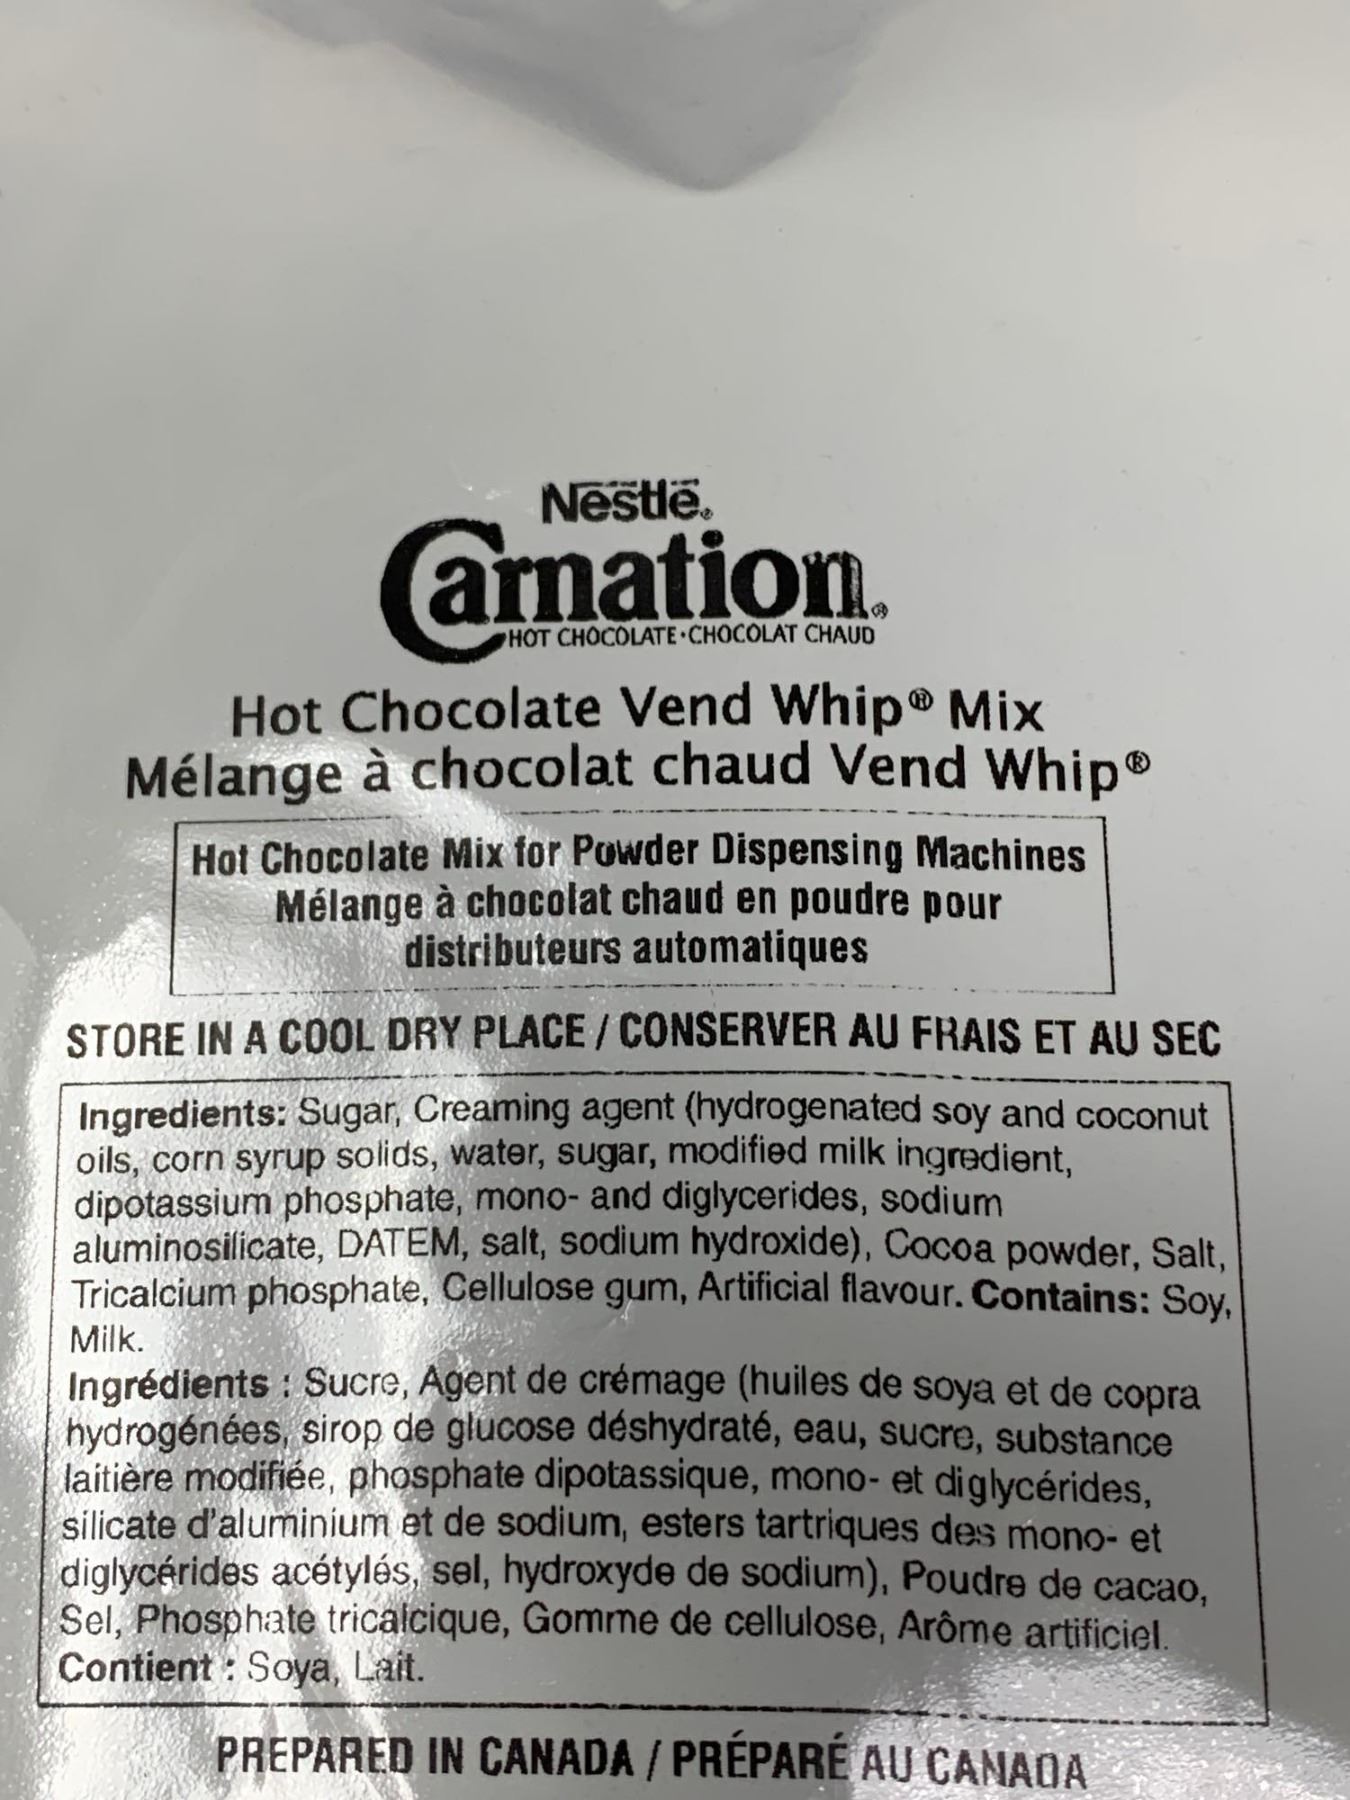 Nestlē®
Carnation®
HOT CHOCOLATE•CHOCOLAT CHAUD
Hot Chocolate Vend Whip® Mix
Mélange à chocolat chaud Vend Whip®
Hot Chocolate Mix for Powder Dispensing Machines
Mélange à chocolat chaud en poudre pour
distributeurs automatiques
STORE IN A COOL DRY PLACE / CONSERVER AU FRAIS ET AU SEC
Ingredients: Sugar, Creaming agent (hydrogenated soy and coconut
oils, corn syrup solids, water, sugar, modified milk ingredient,
dipotassium phosphate, mono- and diglycerides, sodium
aluminosilicate, DATEM, salt, sodium hydroxide), Cocoa powder, Salt,
Tricalcium phosphate, Cellulose gum, Artificial flavour. Contains: Soy,
Milk.
Ingrédients : Sucre, Agent de crémage (huiles de soya et de copra
hydrogénées, sirop de glucose déshydraté, eau, sucre, substance
laitière modifiée, phosphate dipotassique, mono- et diglycérides,
silicate d'aluminium et de sodium, esters tartriques des mono- et
diglycérides acétylés, sel, hydroxyde de sodium), Poudre de cacao,
Sel, Phosphate tricalcique, Gomme de cellulose, Arôme artificiel.
Contient : Soya, Lait.
PREPARED IN CANADA / PRÉPARÉ AU CANADA